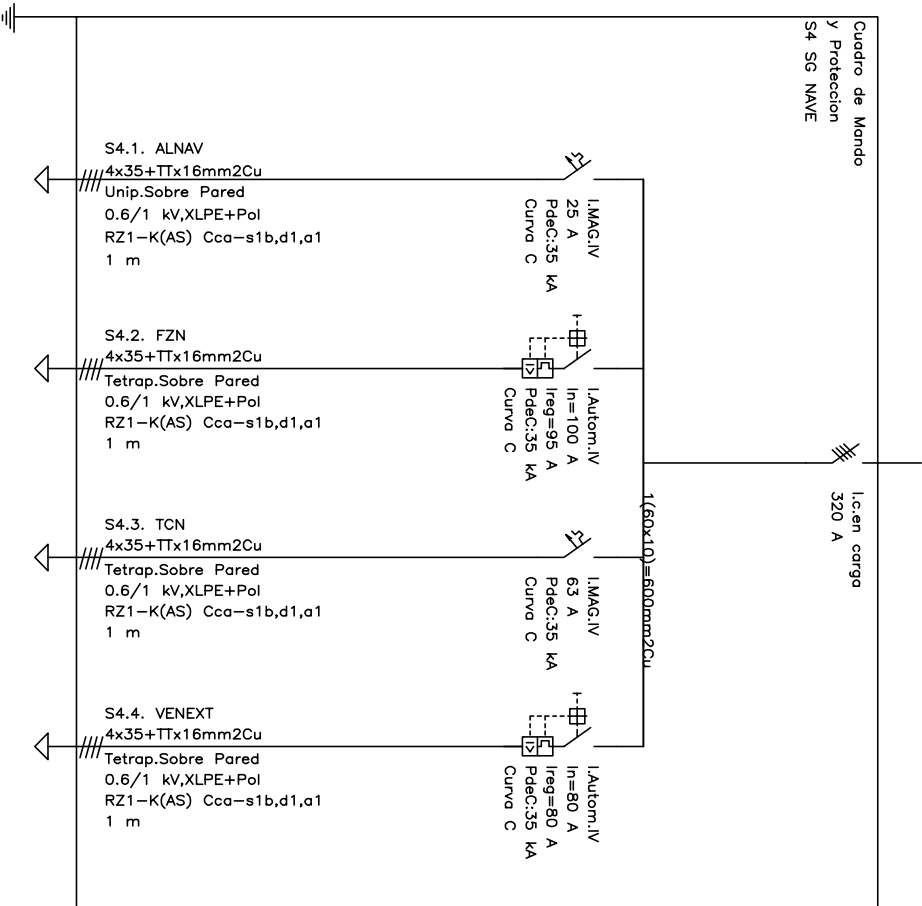 Cuadro de Mando
y Proteccion
S4 SG NAVE
I.c.en carga
320 A
1(60x10)=600mm2Cu
S4.1. ALNAV
4x35+TTx16mm2Cu
Unip.Sobre Pared
0.6/1 kV,XLPE+Pol
RZ1-K(AS) Cca-s1b,d1,a1
1 m
I.MAG.IV
25 A
PdeC:35 kA
Curva C
S4.2. FZN
4x35+TTx16mm2Cu
Tetrap.Sobre Pared
0.6/1 kV,XLPE+Pol
RZ1-K(AS) Cca-s1b,d1,a1
1 m
I.Autom.IV
In=100 A
Ireg=95 A
PdeC:35 kA
Curva C
I>
S4.3. TCN
4x35+TTx16mm2Cu
Tetrap.Sobre Pared
0.6/1 kV,XLPE+Pol
RZ1-K(AS) Cca-s1b,d1,a1
1 m
I.MAG.IV
63 A
PdeC:35 kA
Curva C
S4.4. VENEXT
4x35+TTx16mm2Cu
Tetrap.Sobre Pared
0.6/1 kV,XLPE+Pol
RZ1-K(AS) Cca-s1b,d1,a1
1 m
I.Autom.IV
In=80 A
Ireg=80 A
PdeC:35 kA
Curva C
I>